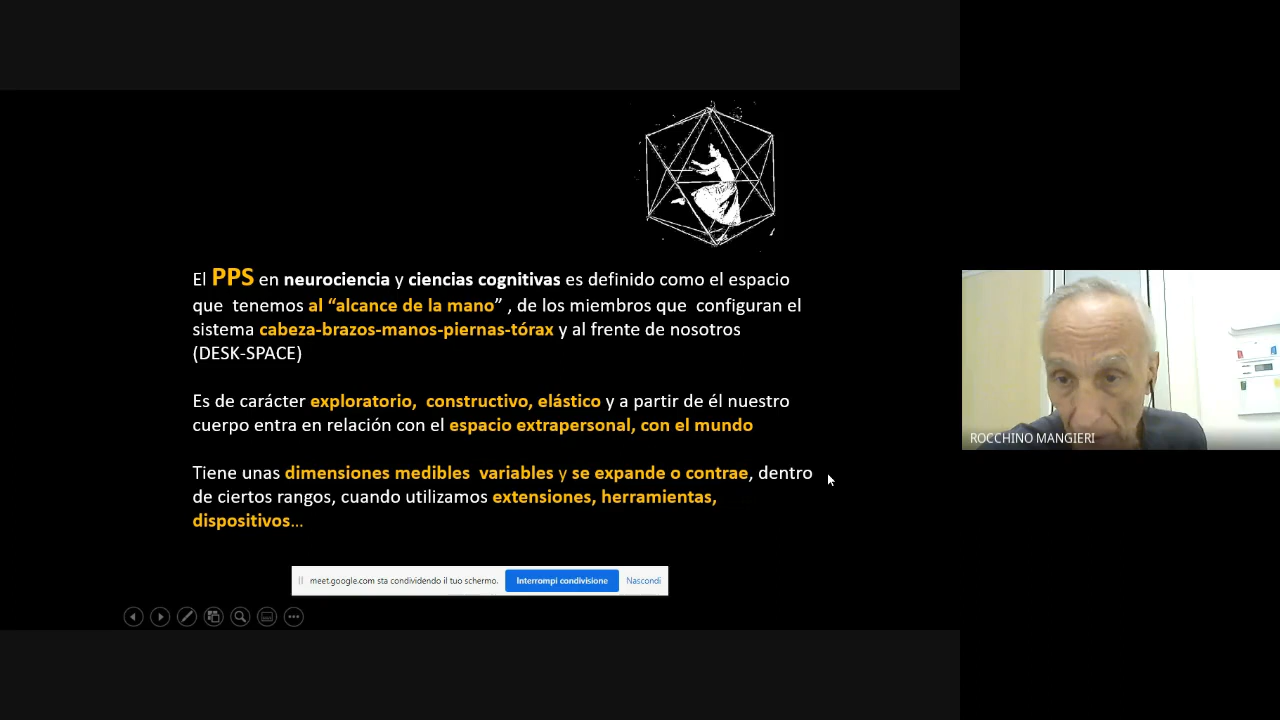 El PPS en neurociencia y ciencias cognitivas es definido como el espacio
que tenemos al “alcance de la mano” , de los miembros que configuran el
sistema cabeza-brazos-manos-piernas-tórax y al frente de nosotros
(DESK-SPACE)
Es de carácter exploratorio, constructivo, elástico y a partir de él nuestro
cuerpo entra en relación con el espacio extrapersonal, con el mundo
Tiene unas dimensiones medibles variables y se expande o contrae, dentro
de ciertos rangos, cuando utilizamos extensiones, herramientas,
dispositivos...
meet.google.com sta condividendo il tuo schermo. Interrompi condivisione Nascondi
ROCCHINO MANGIERI